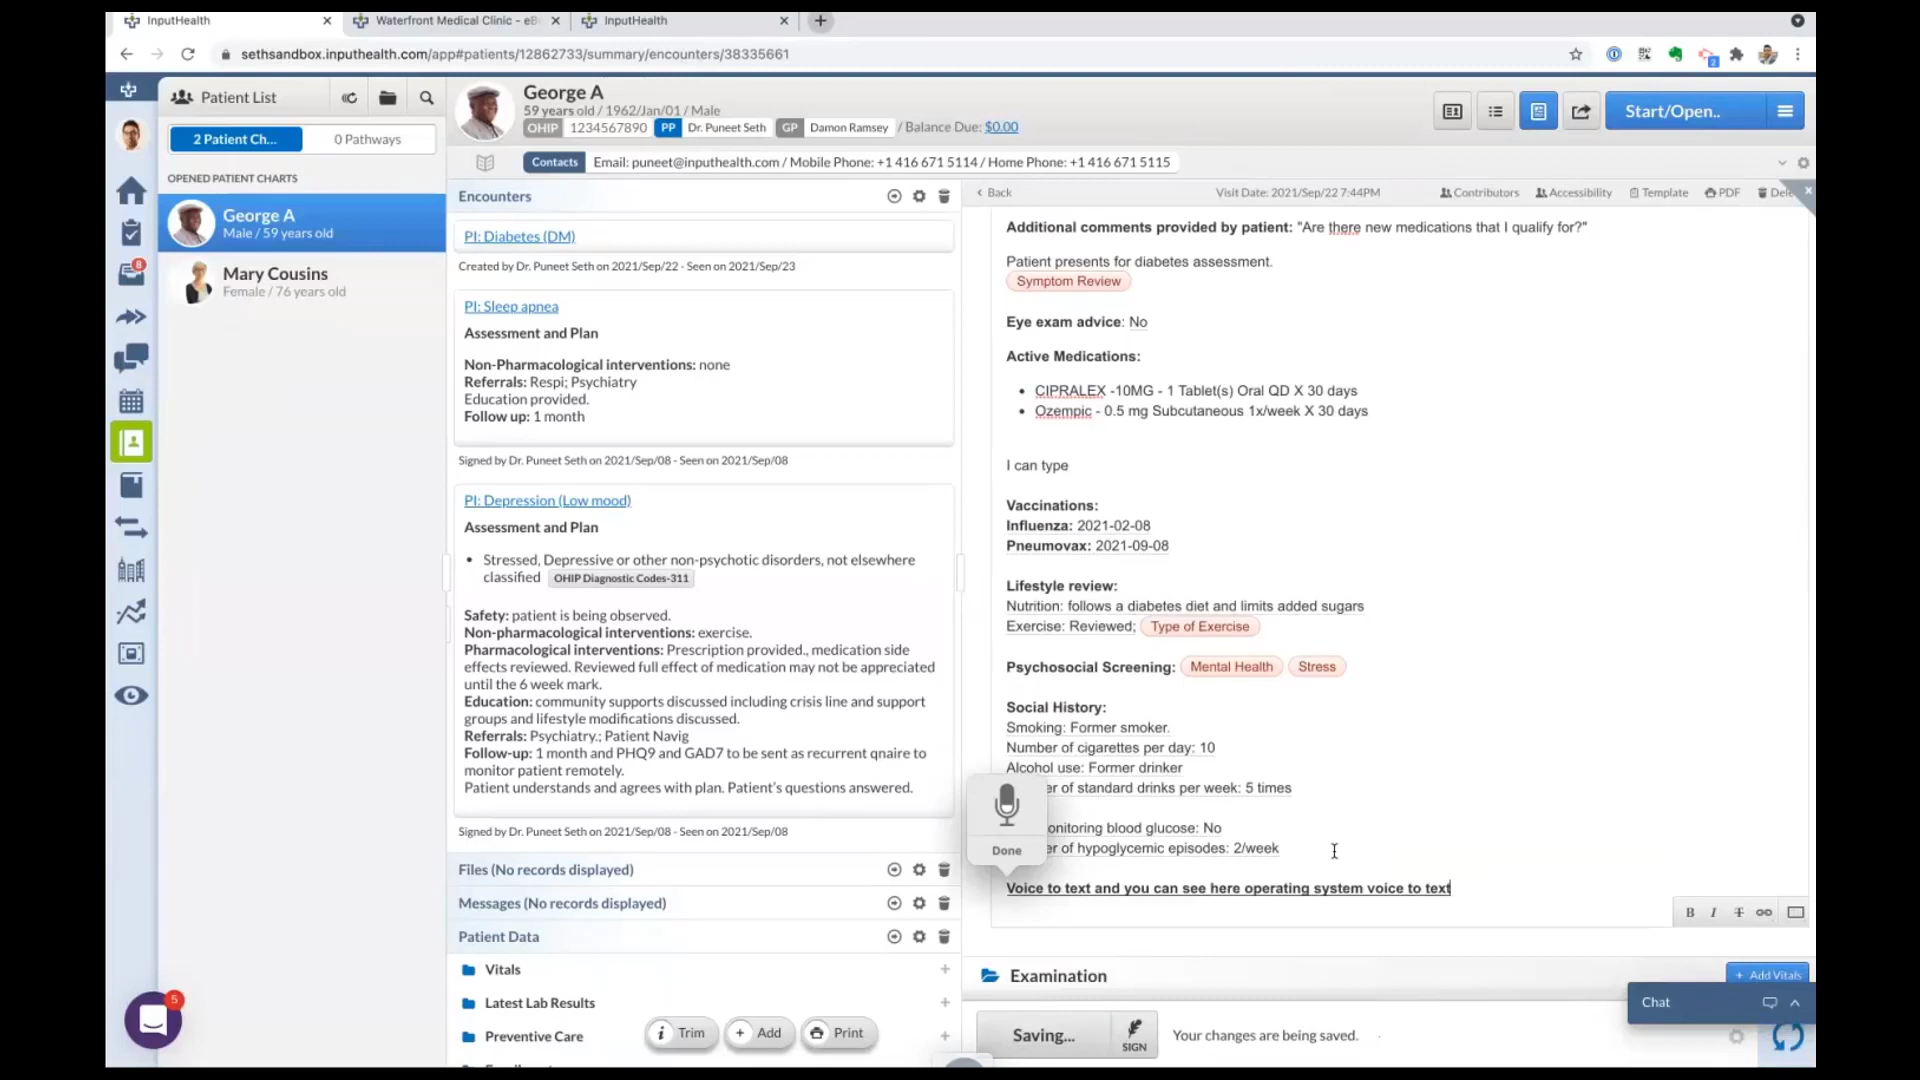 InputHealth
Waterfront Medical Clinic - eB
InputHealth
sethsandbox.inputhealth.com/app#patients/12862733/summary/encounters/38335661
2
Patient List
2 Patient Ch...
0 Pathways
OPENED PATIENT CHARTS
George A
Male / 59 years old
Mary Cousins
Female / 76 years old
8
5
George A
59 years old / 1962/Jan/01 / Male
OHIP 1234567890 PP Dr. Puneet Seth GP Damon Ramsey / Balance Due: $0.00
Start/Open..
Contacts Email: puneet@inputhealth.com / Mobile Phone: +1 416 671 5114 / Home Phone: +1 416 671 5115
Encounters
PI: Diabetes (DM)
Created by Dr. Puneet Seth on 2021/Sep/22 - Seen on 2021/Sep/23
PI: Sleep apnea
Assessment and Plan
Non-Pharmacological interventions: none
Referrals: Respi; Psychiatry
Education provided.
Follow up: 1 month
Signed by Dr. Puneet Seth on 2021/Sep/08 - Seen on 2021/Sep/08
PI: Depression (Low mood)
Assessment and Plan
• Stressed, Depressive or other non-psychotic disorders, not elsewhere
classified OHIP Diagnostic Codes-311
Safety: patient is being observed.
Non-pharmacological interventions: exercise.
Pharmacological interventions: Prescription provided., medication side
effects reviewed. Reviewed full effect of medication may not be appreciated
until the 6 week mark.
Education: community supports discussed including crisis line and support
groups and lifestyle modifications discussed.
Referrals: Psychiatry.; Patient Navig
Follow-up: 1 month and PHQ9 and GAD7 to be sent as recurrent qnaire to
monitor patient remotely.
Patient understands and agrees with plan. Patient's questions answered.
Signed by Dr. Puneet Seth on 2021/Sep/08 - Seen on 2021/Sep/08
Files (No records displayed)
Messages (No records displayed)
Patient Data
Vitals
Latest Lab Results
Preventive Care
Trim
Add
Print
Back
Visit Date: 2021/Sep/22 7:44PM
Contributors
Accessibility
Template
PDF
Dele
Additional comments provided by patient: "Are there new medications that I qualify for?"
Patient presents for diabetes assessment.
Symptom Review
Eye exam advice: No
Active Medications:
• CIPRALEX -10MG - 1 Tablet(s) Oral QD X 30 days
• Ozempic - 0.5 mg Subcutaneous 1x/week X 30 days
I can type
Vaccinations:
Influenza: 2021-02-08
Pneumovax: 2021-09-08
Lifestyle review:
Nutrition: follows a diabetes diet and limits added sugars
Exercise: Reviewed; Type of Exercise
Psychosocial Screening: Mental Health Stress
Social History:
Smoking: Former smoker.
Number of cigarettes per day: 10
Alcohol use: Former drinker
er of standard drinks per week: 5 times
onitoring blood glucose: No
er of hypoglycemic episodes: 2/week
Done
Voice to text and you can see here operating system voice to text
B I T
Examination
+ Add Vitals
Chat
Saving...
SIGN
Your changes are being saved.